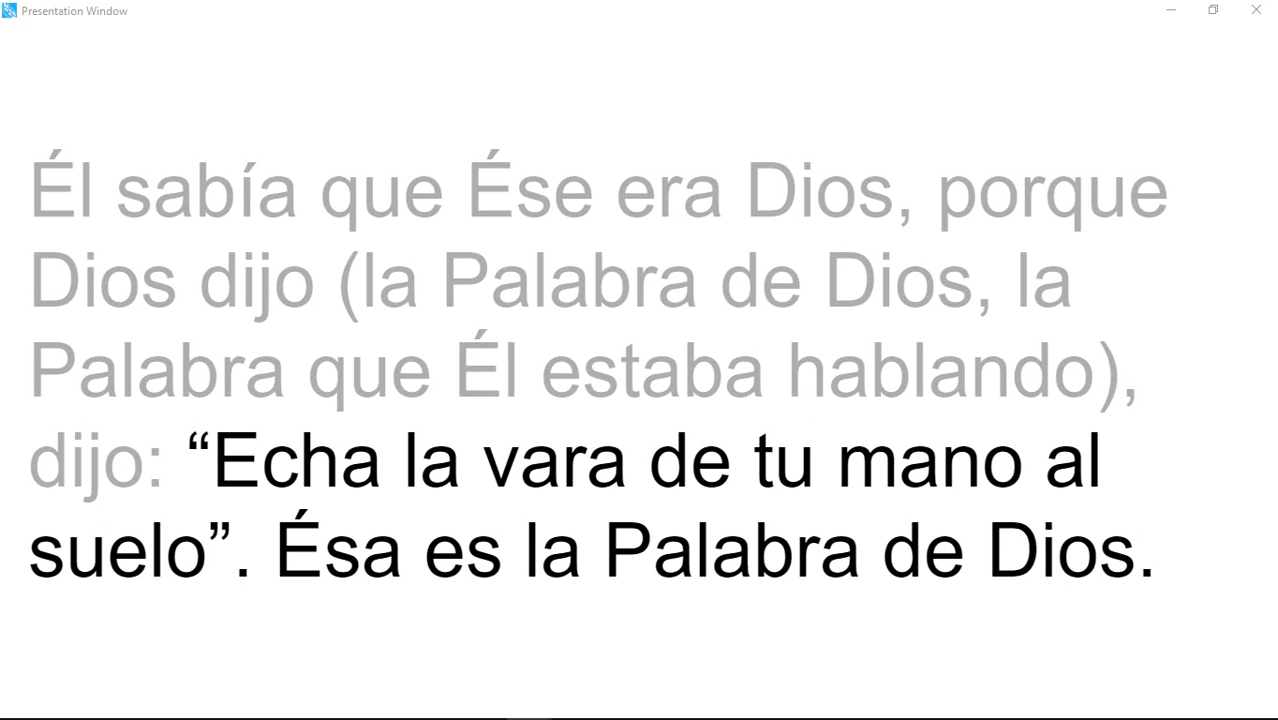 Presentation Window
Él sabía que Ése era Dios, porque
Dios dijo (la Palabra de Dios, la
Palabra que Él estaba hablando),
dijo: “Echa la vara de tu mano al
suelo”. Ésa es la Palabra de Dios.